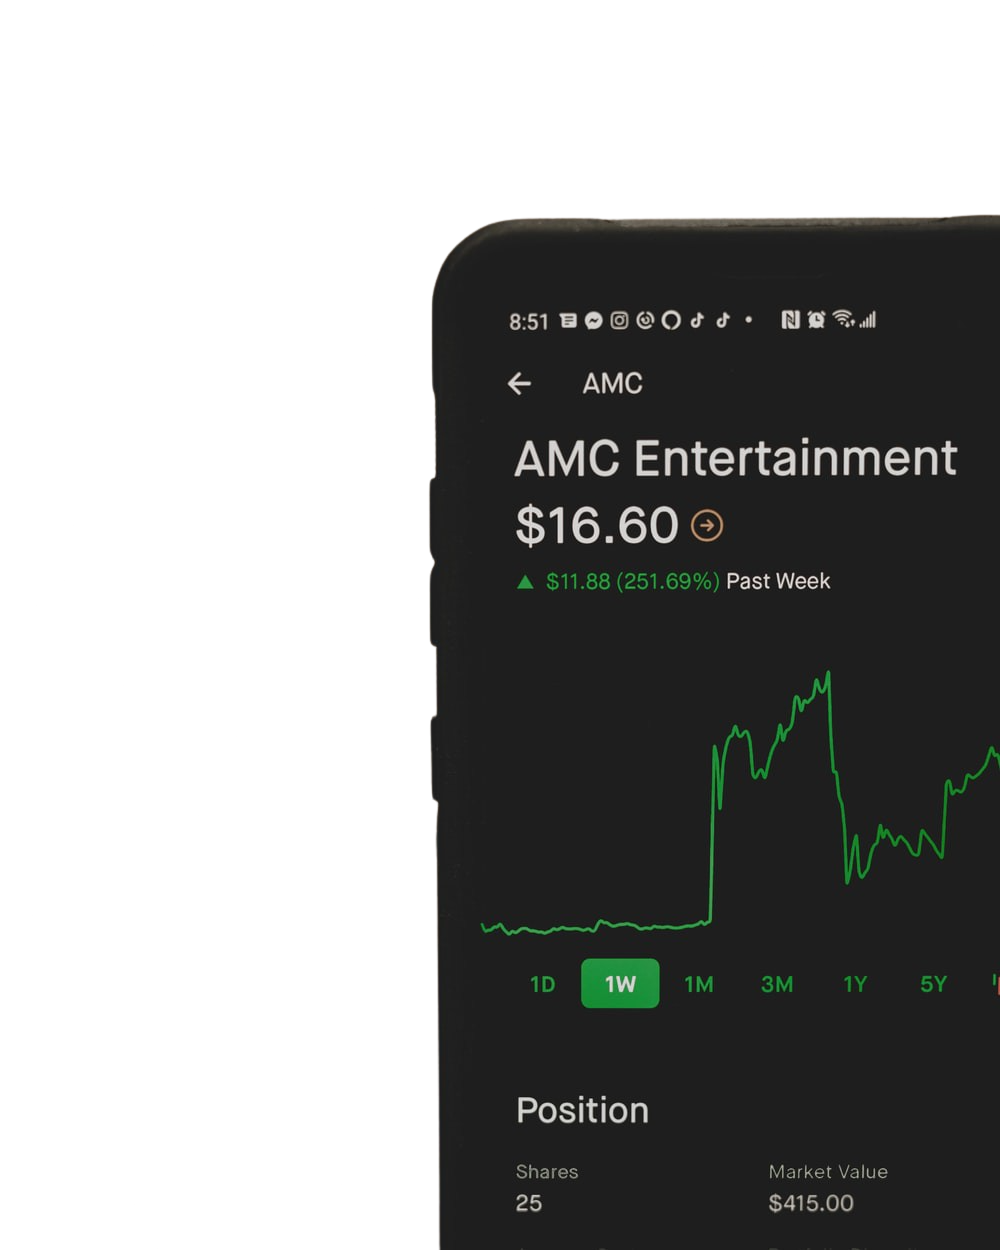 8:51
AMC
AMC Entertainment
$16.60
▲ $11.88 (251.69%) Past Week
1D 1W 1M 3M 1Y 5Y
Position
Shares Market Value
25 $415.00